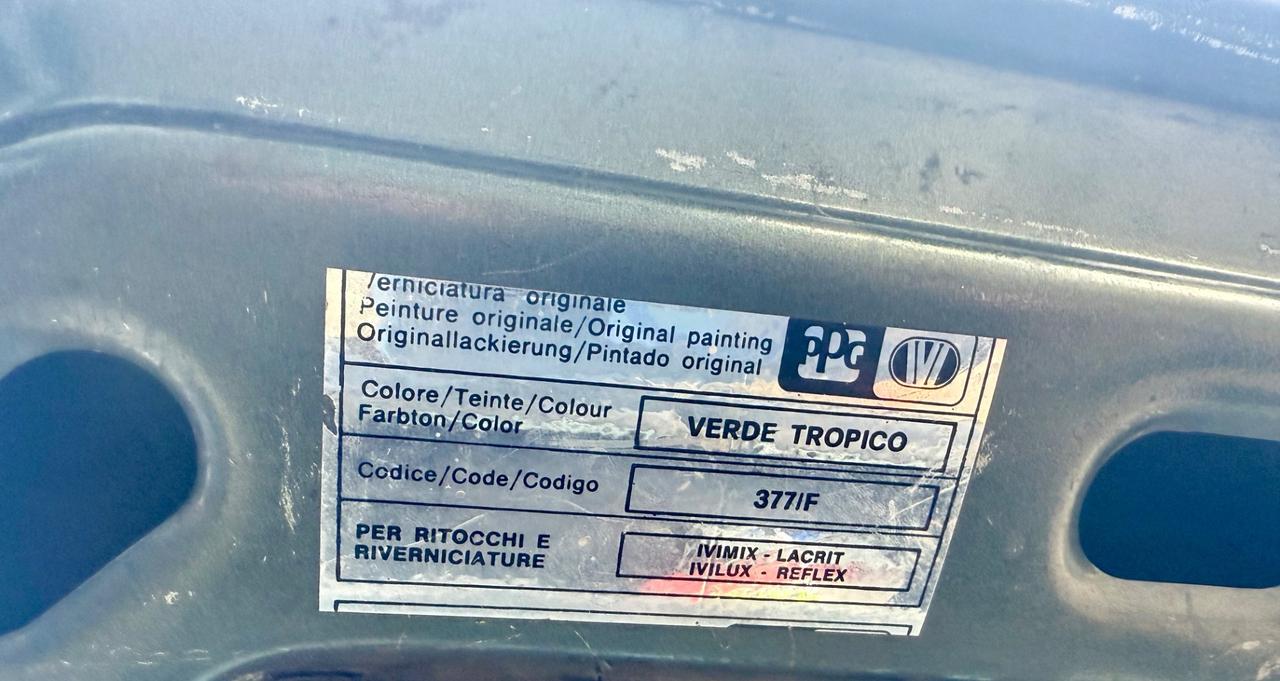 /erniciatura originale
Peinture originale/Original painting
Originallackierung/Pintado original
PPG IVI
Colore/Teinte/Colour
Farbton/Color
VERDE TROPICO
Codice/Code/Codigo
377/F
PER RITOCCHI E
RIVERNICIATURE
IVIMIX - LACRIT
IVILUX - REFLEX